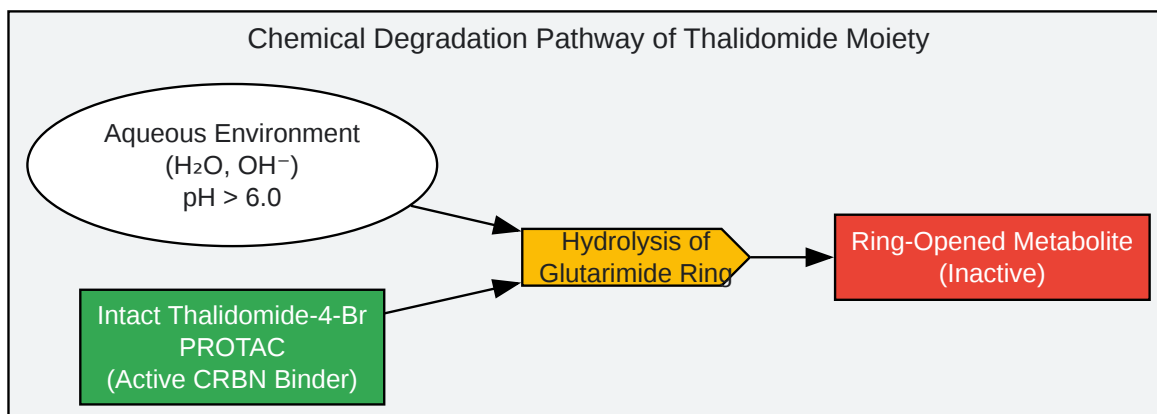 Chemical Degradation Pathway of Thalidomide Moiety
Aqueous Environment
(H₂O, OH⁻)
pH > 6.0
Hydrolysis of
Glutarimide Ring
Ring-Opened Metabolite
(Inactive)
Intact Thalidomide-4-Br
PROTAC
(Active CRBN Binder)